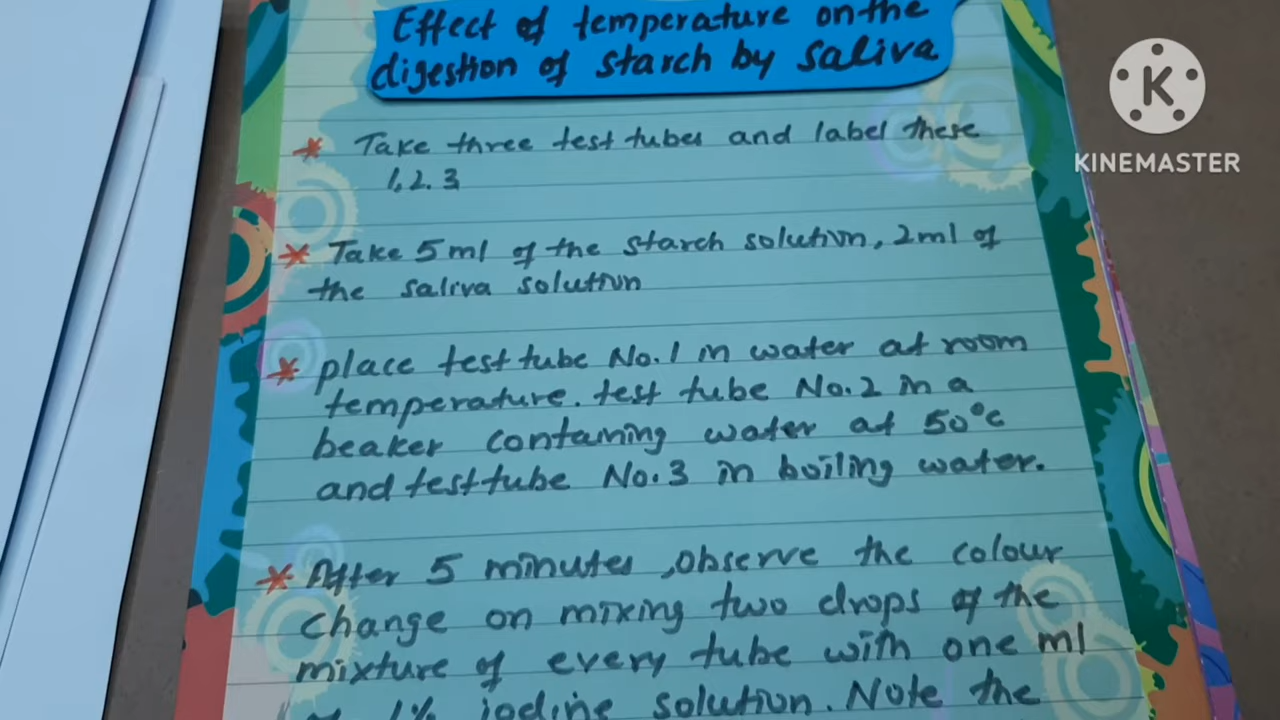 Effect of temperature on the
digestion of starch by saliva
* Take three test tubes and label these
1, 2. 3
* Take 5 ml of the starch solution, 2 ml of
the saliva solution
* place test tube No. 1 in water at room
temperature. test tube No. 2 in a
beaker containing water at 50°c
and test tube No. 3 in boiling water.
* After 5 minutes, observe the colour
change on mixing two drops of the
mixture of every tube with one ml
1% iodine solution. Note the
K
KINEMASTER